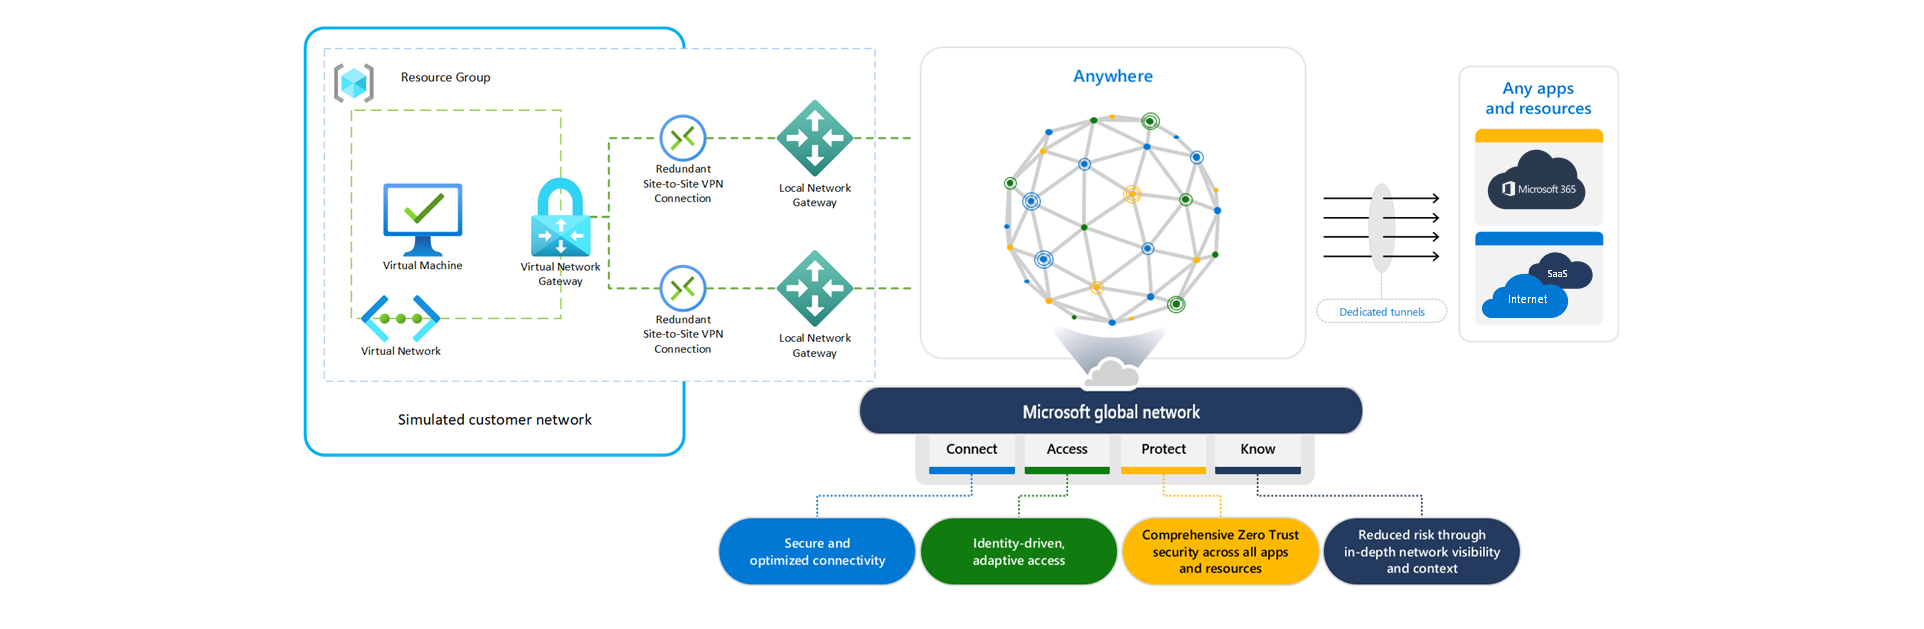 Resource Group
Virtual Machine
Virtual Network
Gateway
Virtual Network
Redundant
Site-to-Site VPN
Connection
Local Network
Gateway
Redundant
Site-to-Site VPN
Connection
Local Network
Gateway
Simulated customer network
Anywhere
Dedicated tunnels
Any apps
and resources
Microsoft 365
SaaS
Internet
Microsoft global network
Connect
Access
Protect
Know
Secure and
optimized connectivity
Identity-driven,
adaptive access
Comprehensive Zero Trust
security across all apps
and resources
Reduced risk through
in-depth network visibility
and context